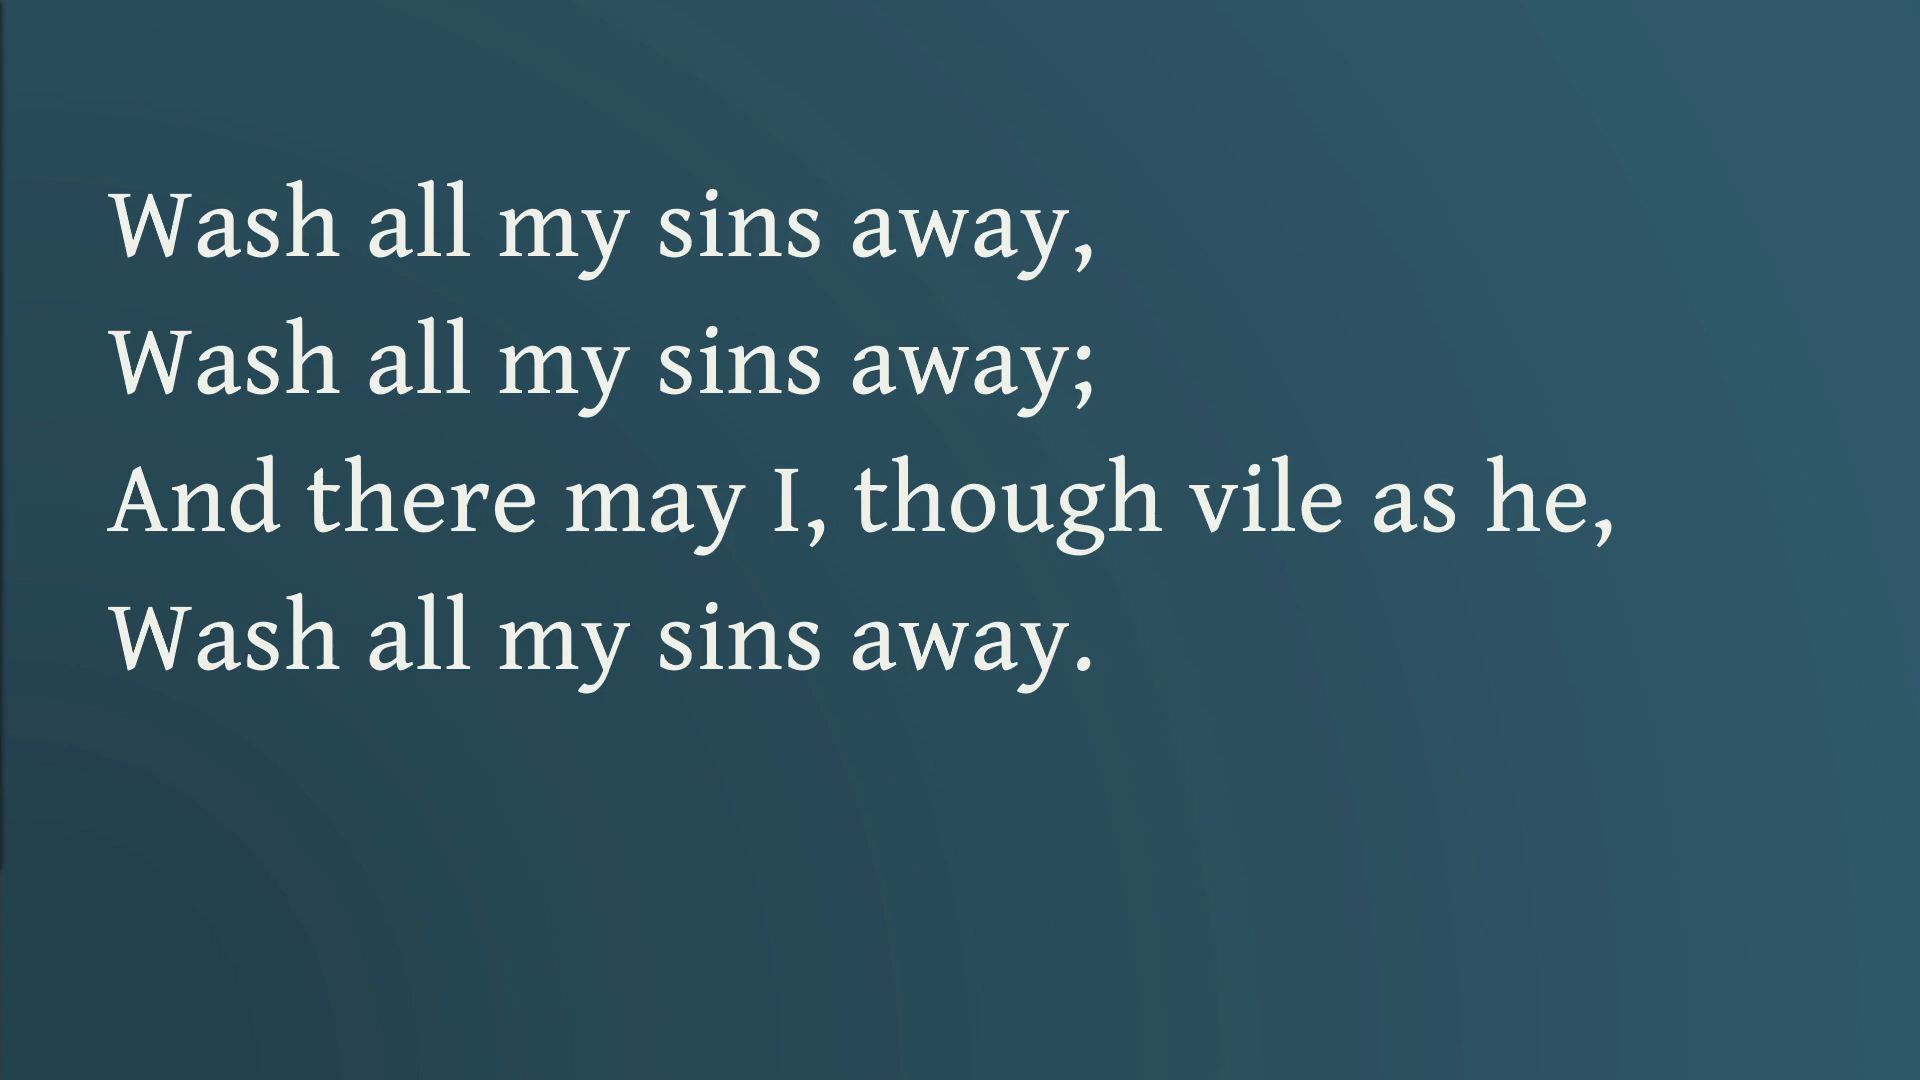 Wash all my sins away,
Wash all my sins away;
And there may I, though vile as he,
Wash all my sins away.